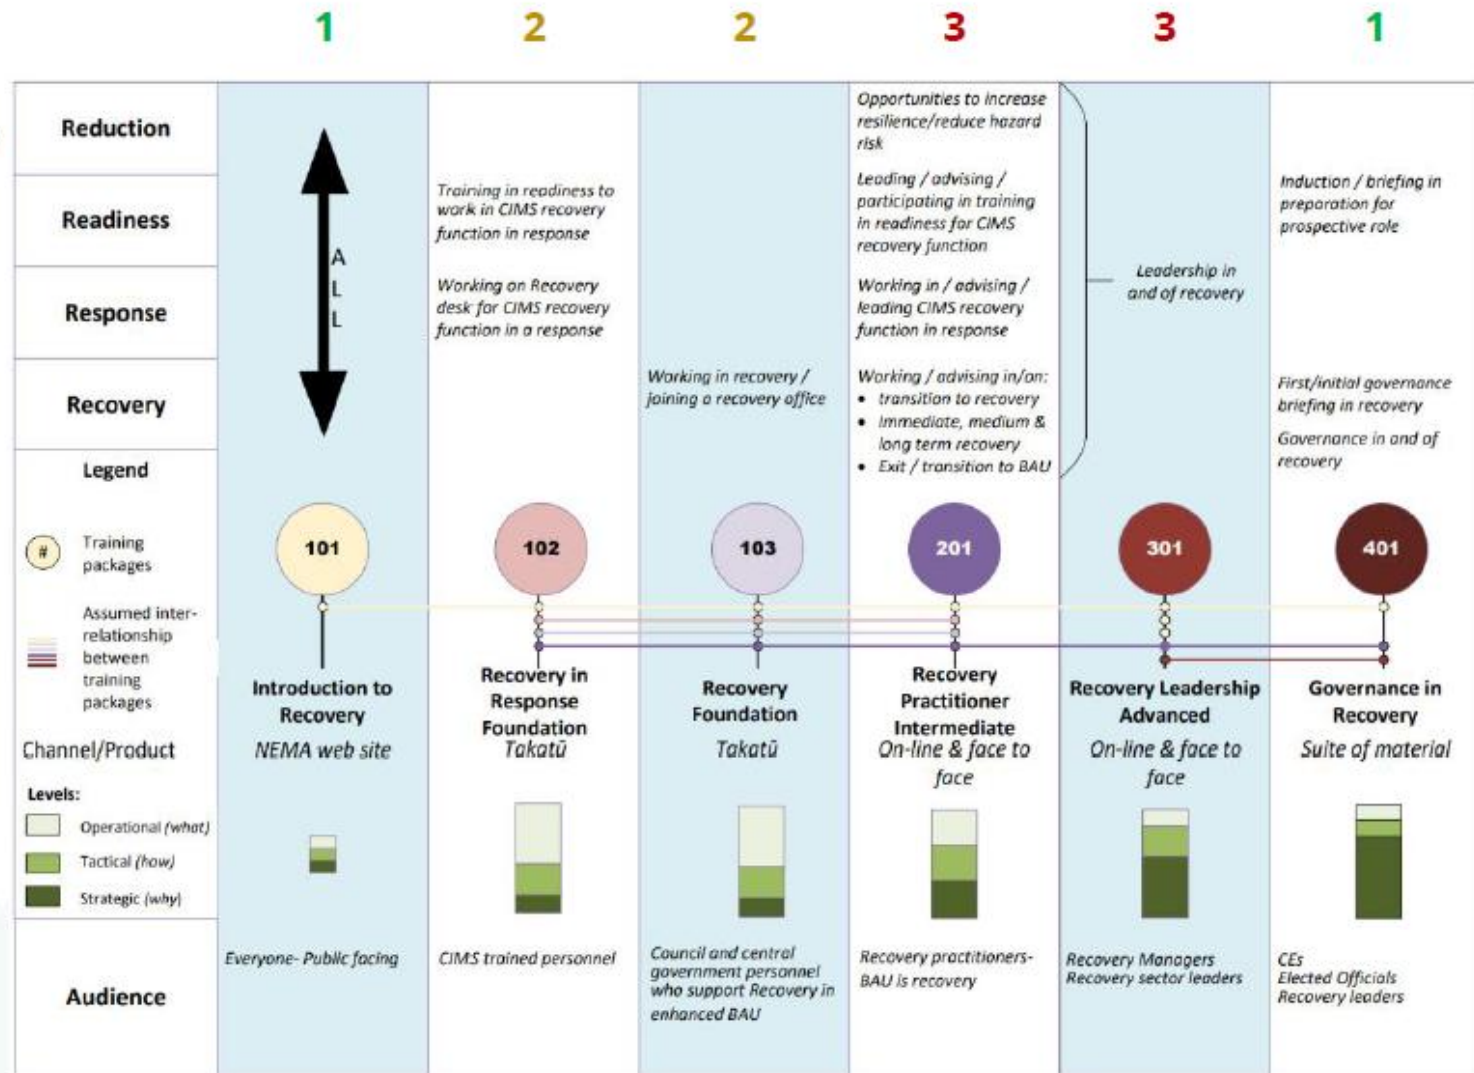 1
2
2
3
3
1
Reduction
Readiness
Response
Recovery
A
L
L
Training in readiness to
work in CIMS recovery
function in response
Working on Recovery
desk for CIMS recovery
function in a response
Working in recovery /
joining a recovery office
Opportunities to increase
resilience/reduce hazard
risk
Leading / advising /
participating in training
in readiness for CIMS
recovery function
Working in / advising /
leading CIMS recovery
function in response
Working / advising in/on:
• transition to recovery
• Immediate, medium &
long term recovery
• Exit / transition to BAU
Leadership in
and of recovery
Induction / briefing in
preparation for
prospective role
First/initial governance
briefing in recovery
Governance in and of
recovery
Legend
#
Training
packages
Assumed inter-
relationship
between
training
packages
101
102
103
201
301
401
Introduction to
Recovery
Recovery in
Response
Foundation
Recovery
Foundation
Recovery
Practitioner
Intermediate
Recovery Leadership
Advanced
Governance in
Recovery
Channel/Product
NEMA web site
Takatū
Takatū
On-line & face to
face
On-line & face to
face
Suite of material
Levels:
Operational (what)
Tactical (how)
Strategic (why)
Audience
Everyone- Public facing
CIMS trained personnel
Council and central
government personnel
who support Recovery in
enhanced BAU
Recovery practitioners-
BAU is recovery
Recovery Managers
Recovery sector leaders
CEs
Elected Officials
Recovery leaders